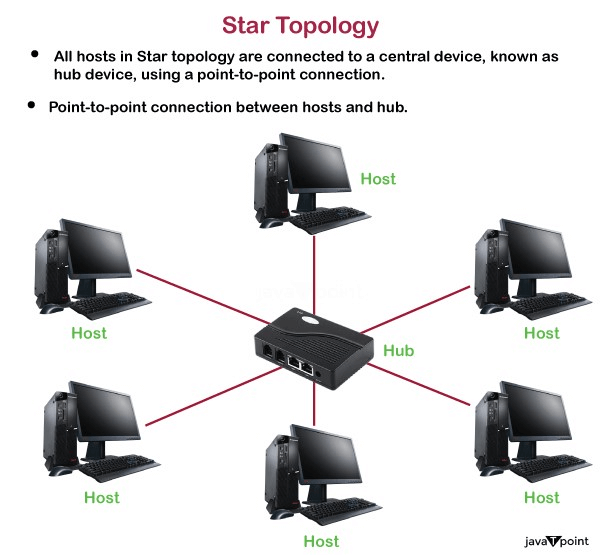 Star Topology
• All hosts in Star topology are connected to a central device, known as
hub device, using a point-to-point connection.
• Point-to-point connection between hosts and hub.
Host
Host
Host
javaTpoint
Hub
Host
Host
Host
javaTpoint